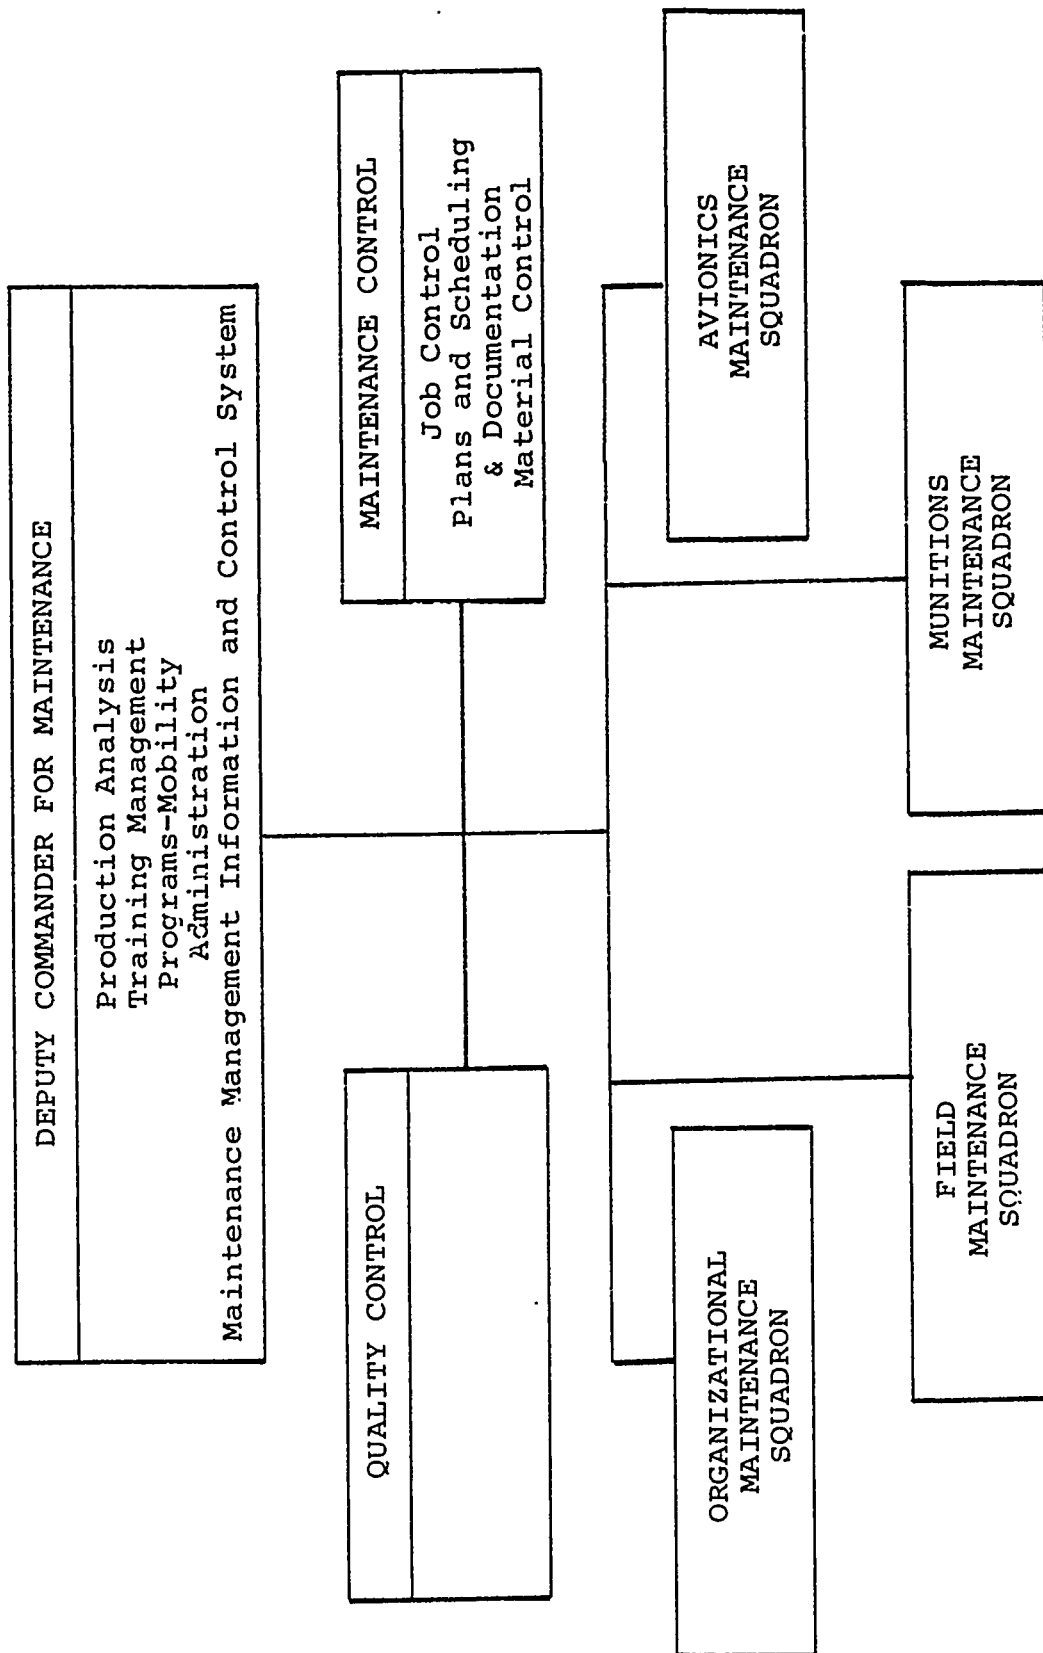 DEPUTY COMMANDER FOR MAINTENANCE
Production Analysis
Training Management
Programs-Mobility
Administration
Maintenance Management Information and Control System
QUALITY CONTROL
MAINTENANCE CONTROL
Job Control
Plans and Scheduling
& Documentation
Material Control
ORGANIZATIONAL
MAINTENANCE
SQUADRON
FIELD
MAINTENANCE
SQUADRON
MUNITIONS
MAINTENANCE
SQUADRON
AVIONICS
MAINTENANCE
SQUADRON